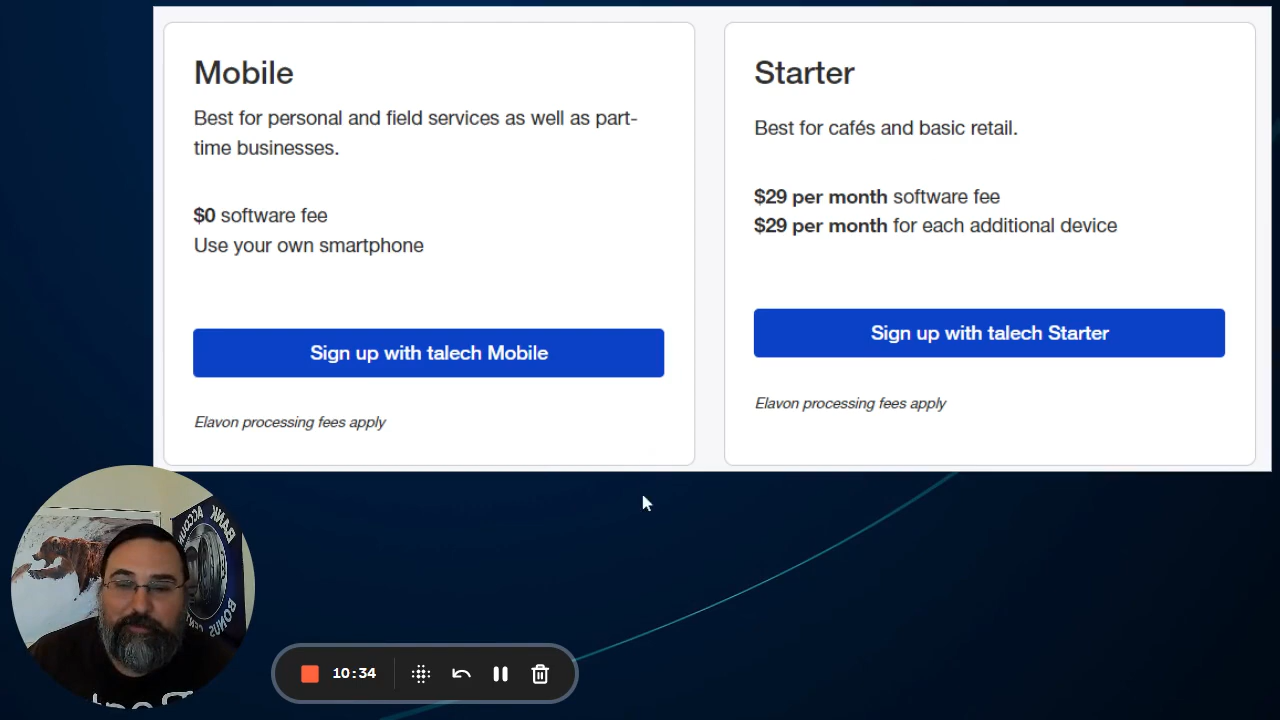 Mobile
Best for personal and field services as well as part-
time businesses.
$0 software fee
Use your own smartphone
Sign up with talech Mobile
Elavon processing fees apply
Starter
Best for cafés and basic retail.
$29 per month software fee
$29 per month for each additional device
Sign up with talech Starter
Elavon processing fees apply
BANK
BONUS
10:34